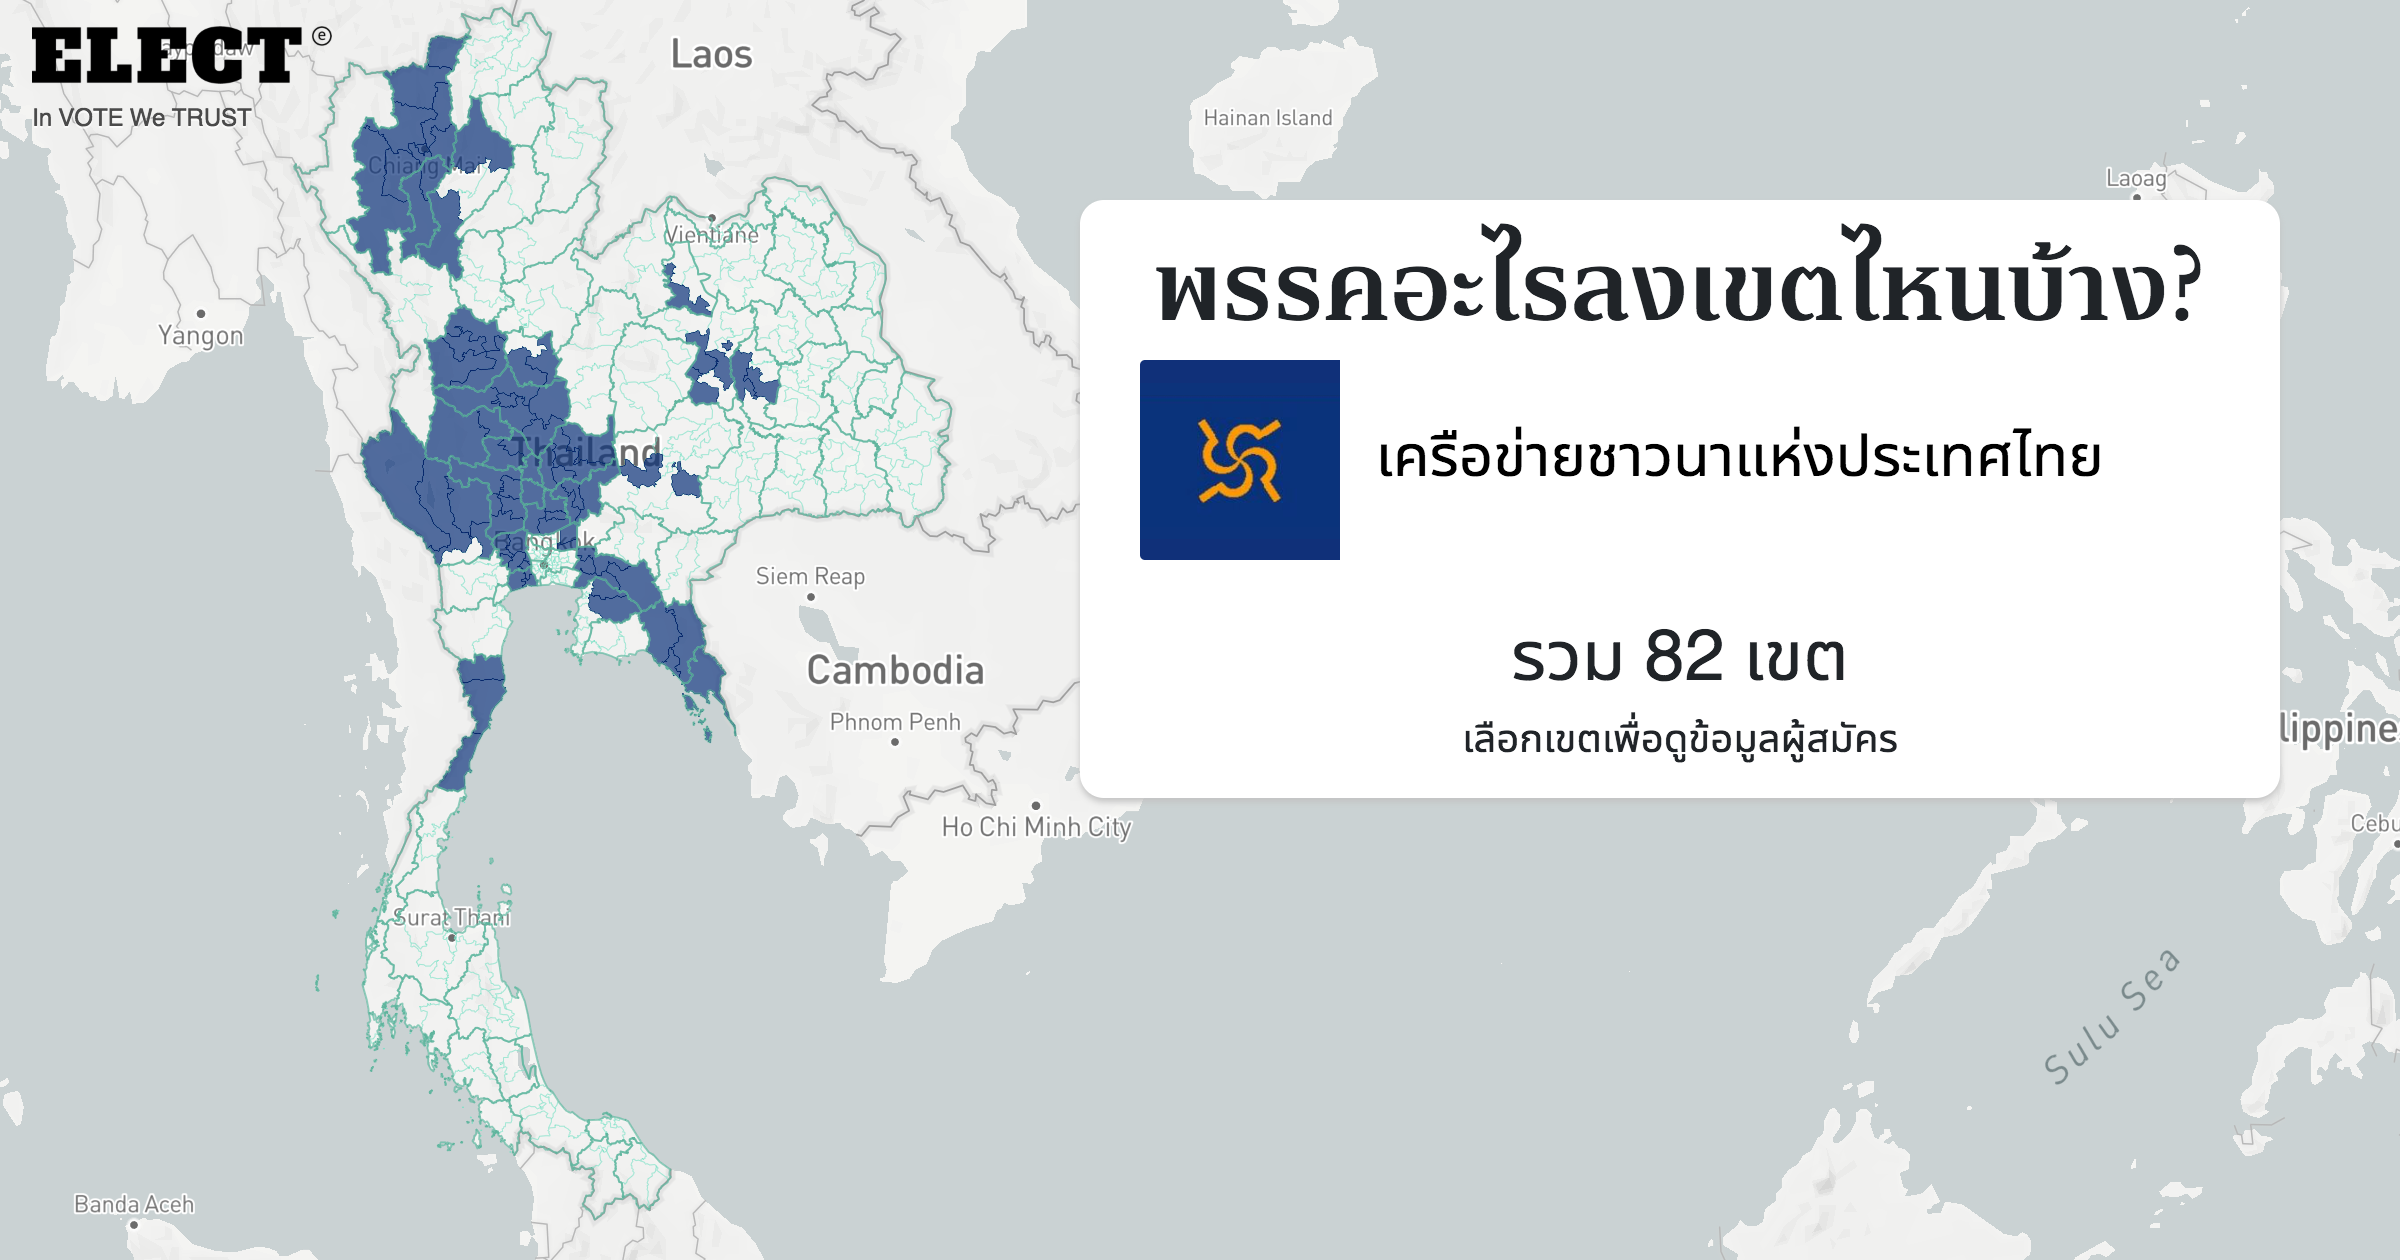 ELECT ®
In VOTE We TRUST
Laos
Hainan Island
Laoag
Chiang Mai
Vientiane
Yangon
Thailand
Bangkok
Siem Reap
Cambodia
Phnom Penh
Ho Chi Minh City
Surat Thani
Banda Aceh
พรรคอะไรลงเขตไหนบ้าง?
เครือข่ายชาวนาแห่งประเทศไทย
รวม 82 เขต
เลือกเขตเพื่อดูข้อมูลผู้สมัคร
lippine
Cebu
Sulu Sea